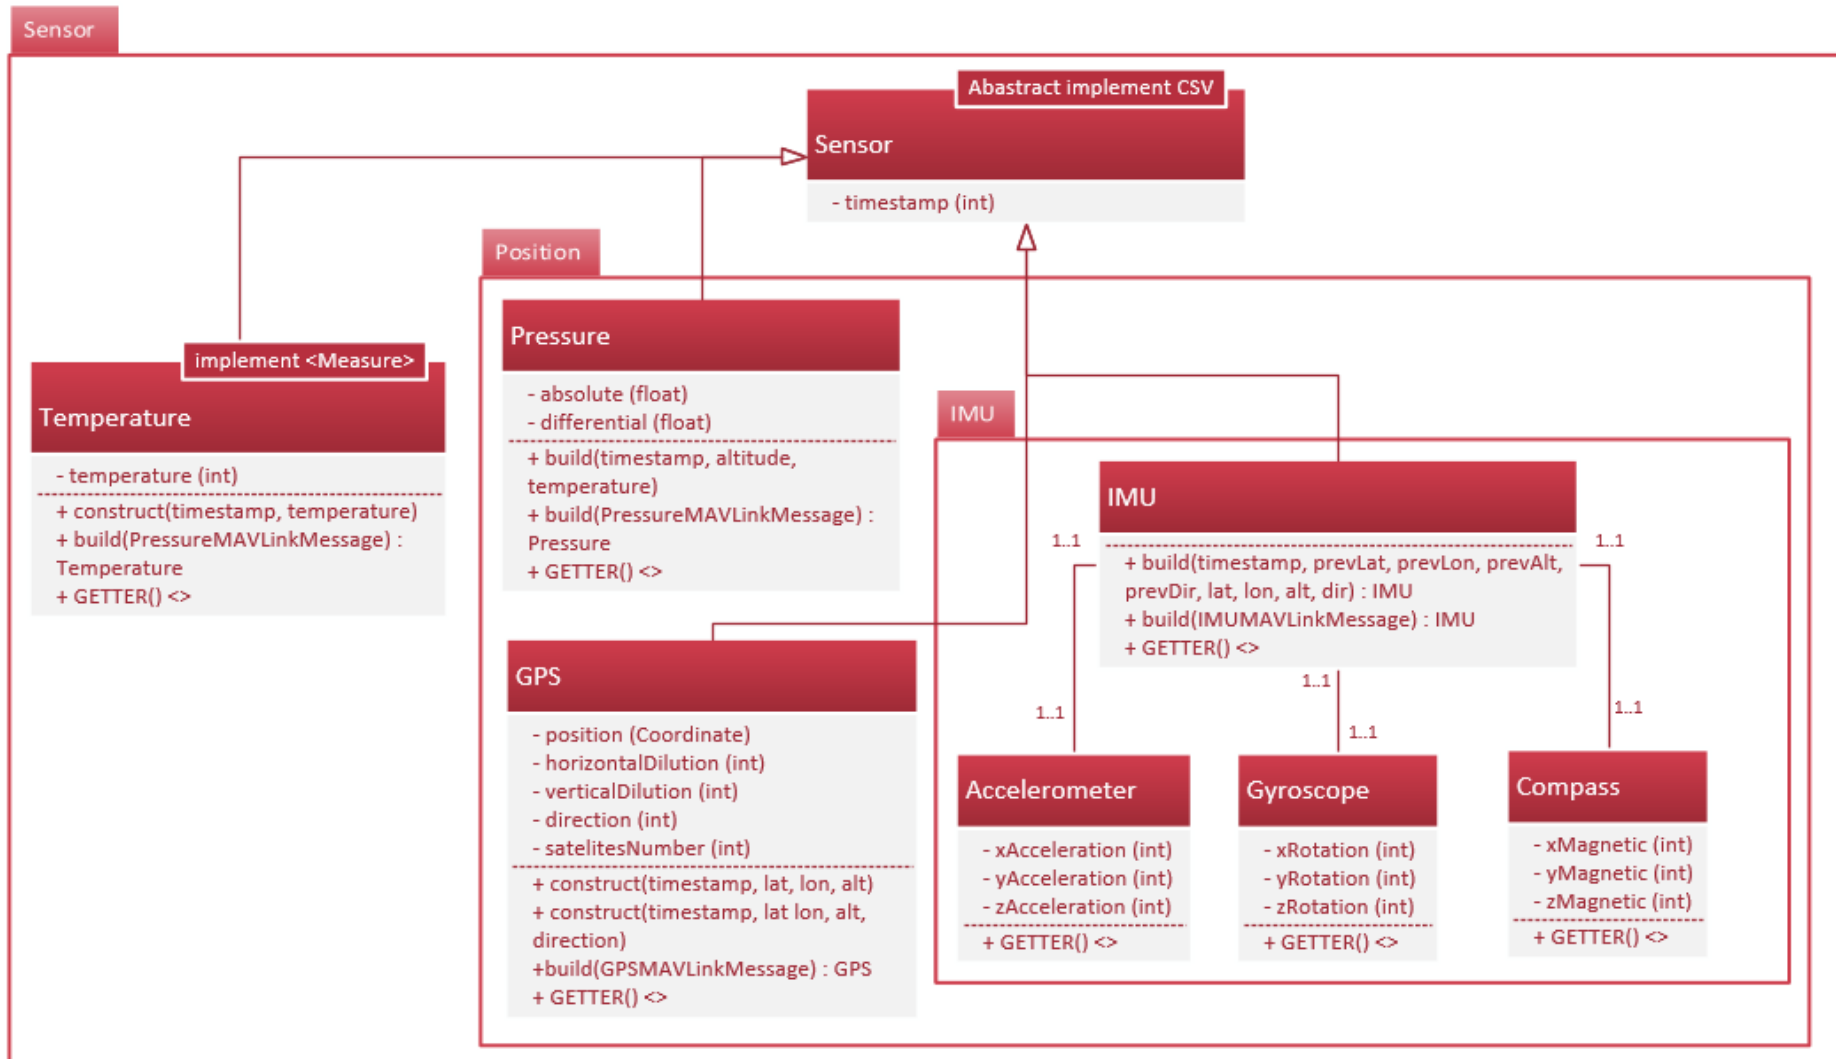 Sensor
Abastract implement CSV
Sensor
- timestamp (int)
Position
Pressure
- absolute (float)
- differential (float)
+ build(timestamp, altitude,
temperature)
+ build(PressureMAVLinkMessage) :
Pressure
+ GETTER() <>
implement <Measure>
Temperature
- temperature (int)
+ construct(timestamp, temperature)
+ build(PressureMAVLinkMessage) :
Temperature
+ GETTER() <>
IMU
IMU
+ build(timestamp, prevLat, prevLon, prevAlt,
prevDir, lat, lon, alt, dir) : IMU
+ build(IMUMAVLinkMessage) : IMU
+ GETTER() <>
1..1
1..1
1..1
1..1
1..1
1..1
GPS
- position (Coordinate)
- horizontalDilution (int)
- verticalDilution (int)
- direction (int)
- satelitesNumber (int)
+ construct(timestamp, lat, lon, alt)
+ construct(timestamp, lat lon, alt,
direction)
+build(GPSMAVLinkMessage) : GPS
+ GETTER() <>
Accelerometer
- xAcceleration (int)
- yAcceleration (int)
- zAcceleration (int)
+ GETTER() <>
Gyroscope
- xRotation (int)
- yRotation (int)
- zRotation (int)
+ GETTER() <>
Compass
- xMagnetic (int)
- yMagnetic (int)
- zMagnetic (int)
+ GETTER() <>